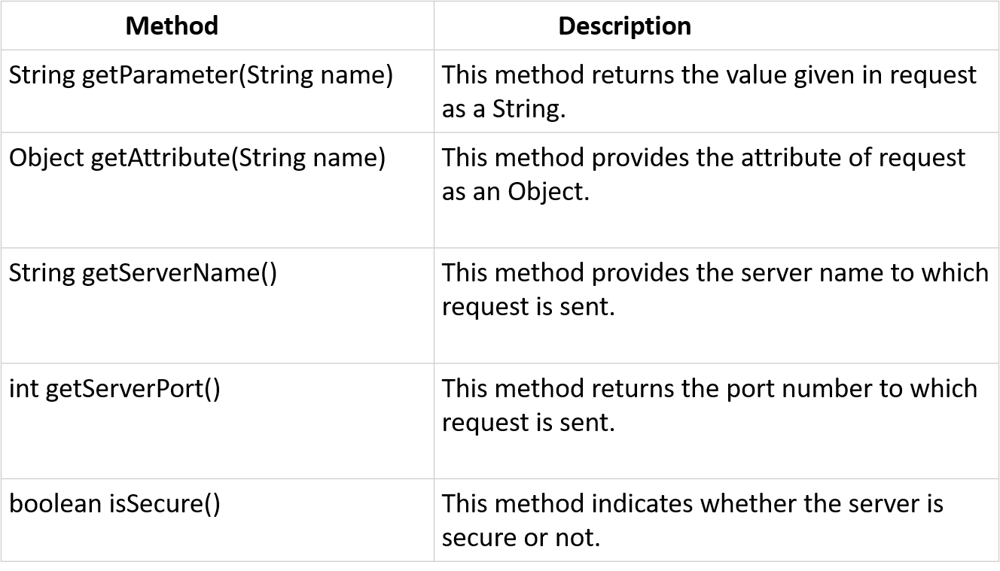 Method
Description
String getParameter(String name)
This method returns the value given in request
as a String.
Object getAttribute(String name)
This method provides the attribute of request
as an Object.
String getServerName()
This method provides the server name to which
request is sent.
int getServerPort()
This method returns the port number to which
request is sent.
boolean isSecure()
This method indicates whether the server is
secure or not.